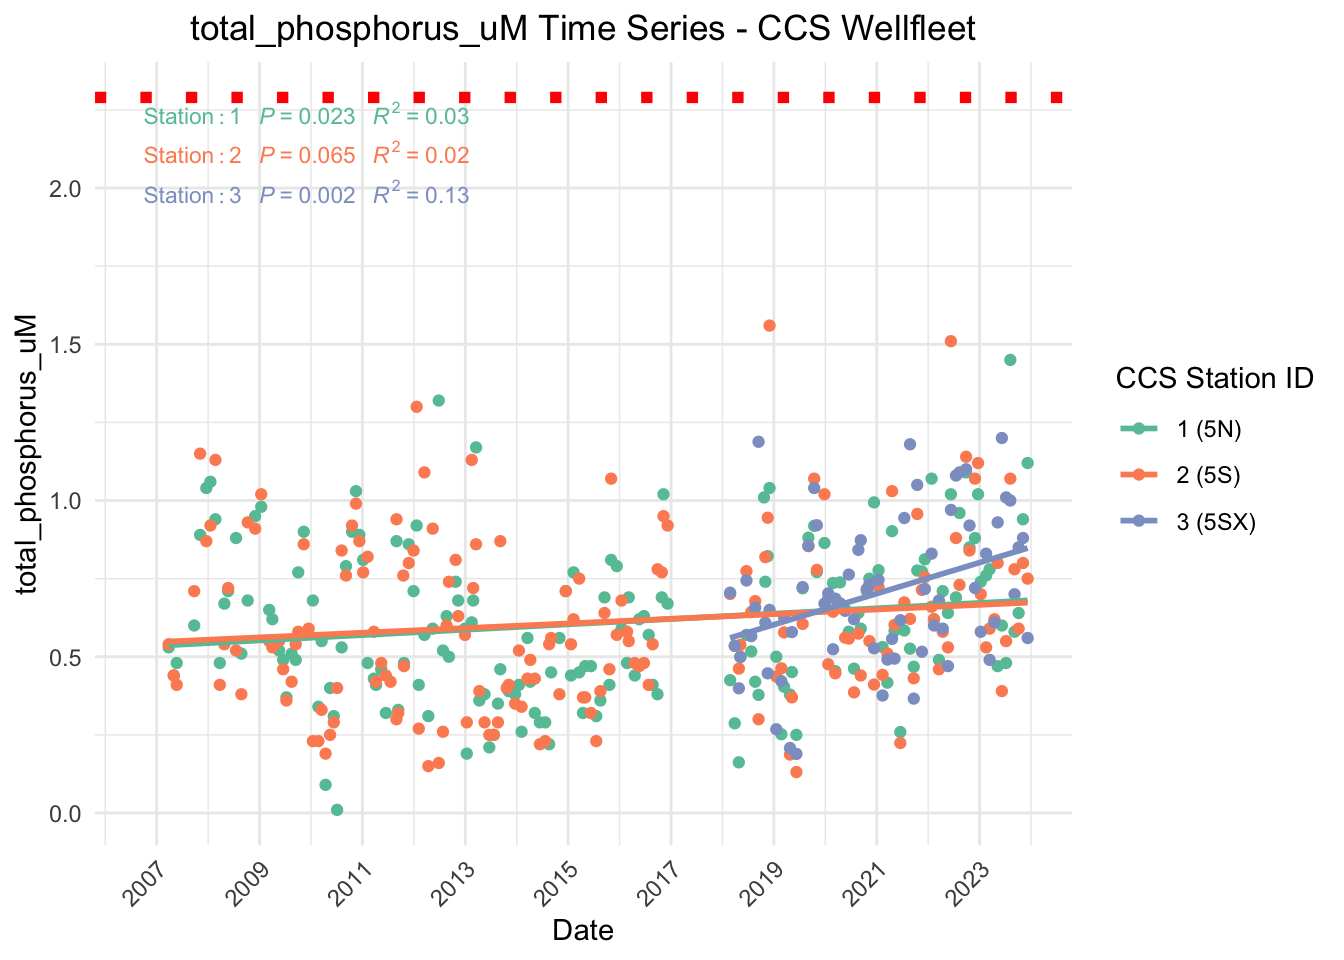 total_phosphorus_uM Time Series - CCS Wellfleet
Station: 1 P = 0.023 R² = 0.03
Station: 2 P = 0.065 R² = 0.02
Station: 3 P = 0.002 R² = 0.13
2.0
1.5
1.0
0.5
0.0
total_phosphorus_uM
2007 2009 2011 2013 2015 2017 2019 2021 2023
Date
CCS Station ID
1 (5N)
2 (5S)
3 (5SX)